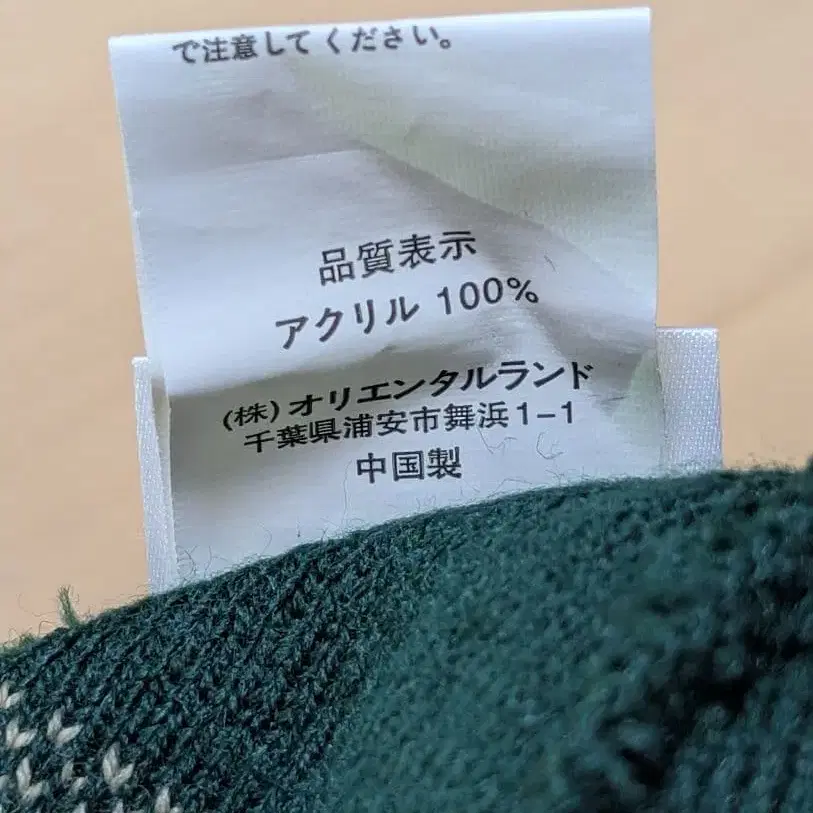 で注意してください。
品質表示
アクリル 100%
(株)オリエンタルランド
千葉県浦安市舞浜1-1
中国製